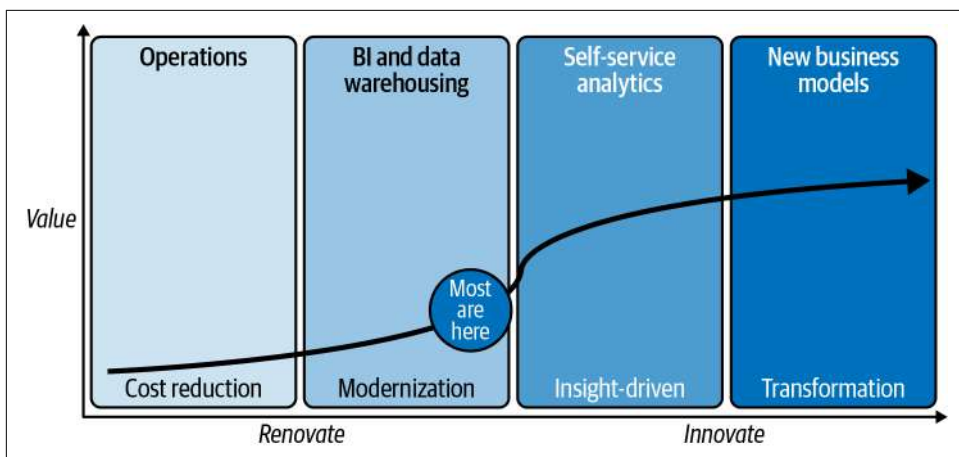 Operations
BI and data
warehousing
Self-service
analytics
New business
models
Value
Most
are
here
Cost reduction
Modernization
Insight-driven
Transformation
Renovate
Innovate